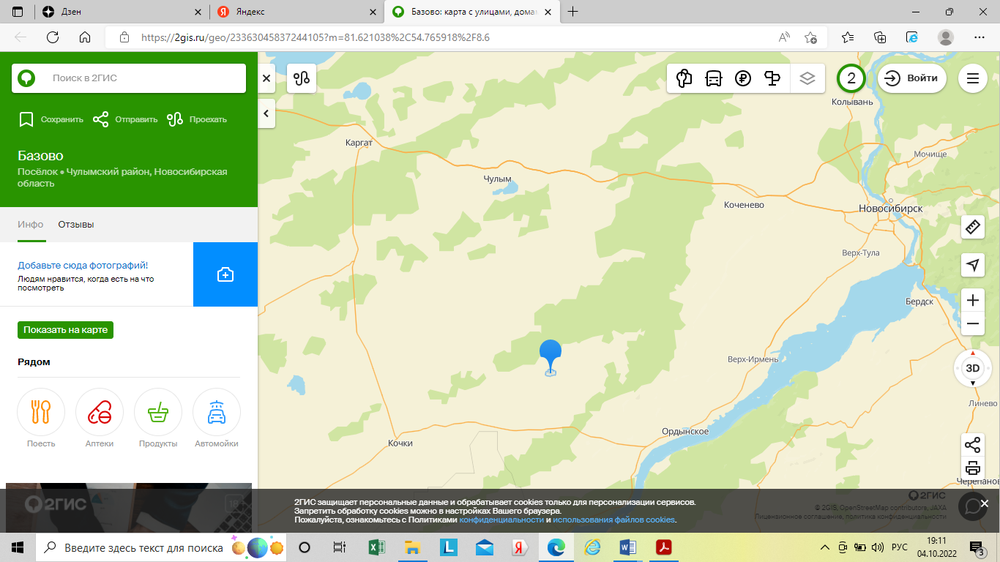 Дзен
Яндекс
Базово: карта с улицами, домам
https://2gis.ru/geo/23363045837244105?m=81.621038%2C54.765918%2F8.6
Поиск в 2ГИС
Сохранить
Отправить
Проехать
Базово
Посёлок • Чулымский район, Новосибирская
область
Инфо
Отзывы
Добавьте сюда фотографий!
Людям нравится, когда есть на что
посмотреть
Показать на карте
Рядом
Поесть
Аптеки
Продукты
Автомойки
2ГИС
18+
2
Войти
Колывань
Каргат
Мочище
Чулым
Коченево
Новосибирск
Верх-Тула
Бердск
Верх-Ирмень
3D
Линево
Ордынское
Кочки
Черепаново
2ГИС
© 2GIS, OpenStreetMap contributors, JAXA
Лицензионное соглашение, политика конфиденциальности
2ГИС защищает персональные данные и обрабатывает cookies только для персонализации сервисов.
Запретить обработку cookies можно в настройках Вашего браузера.
Пожалуйста, ознакомьтесь с Политиками конфиденциальности и использования файлов cookies.
Введите здесь текст для поиска
РУС
19:11
04.10.2022
3